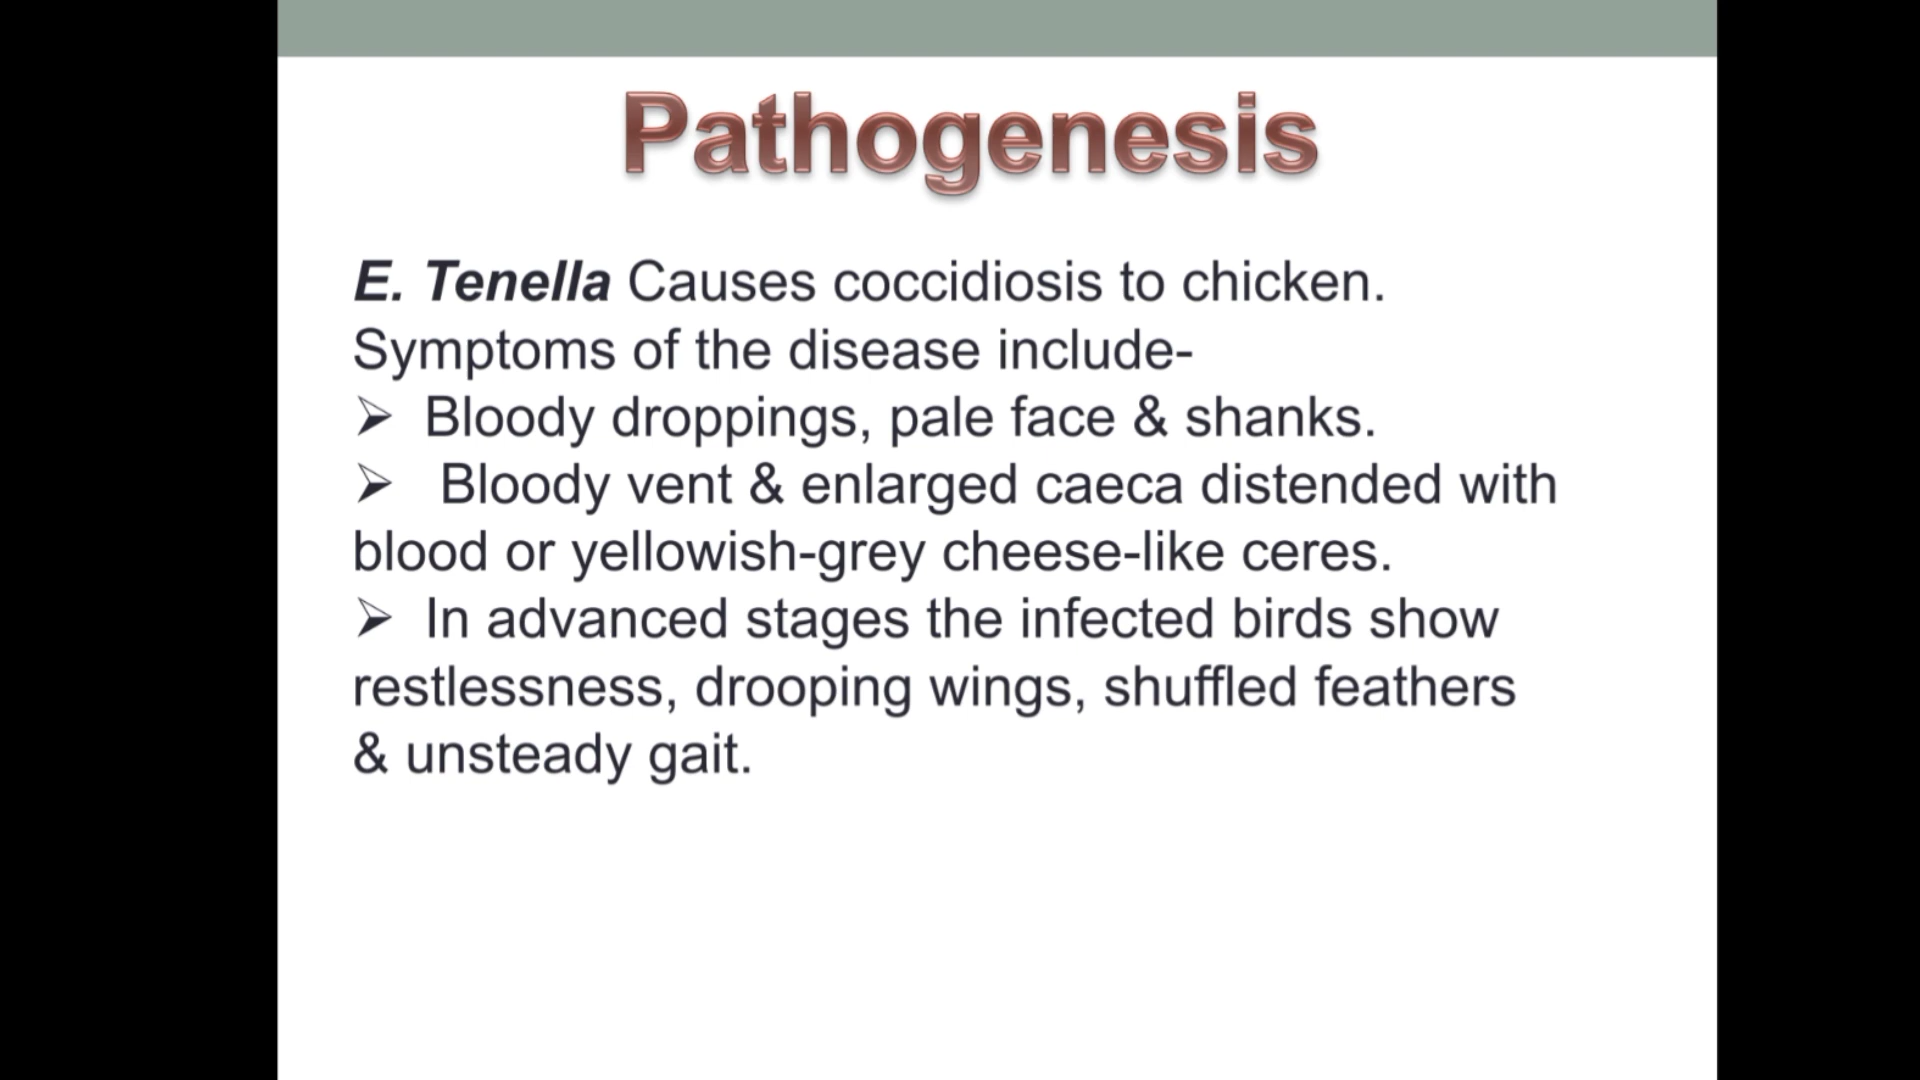 Pathogenesis
E. Tenella Causes coccidiosis to chicken.
Symptoms of the disease include-
➢ Bloody droppings, pale face & shanks.
➢ Bloody vent & enlarged caeca distended with
blood or yellowish-grey cheese-like ceres.
➢ In advanced stages the infected birds show
restlessness, drooping wings, shuffled feathers
& unsteady gait.